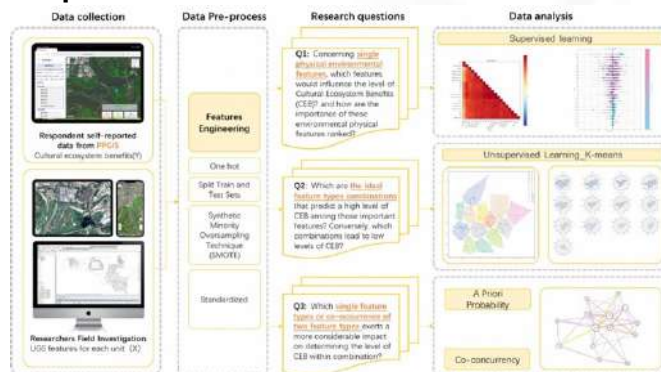 Data collection
Data Pre-process
Research questions
Data analysis
Respondent self-reported
data from PPGIS
Cultural ecosystem benefits(Y)
Researchers Field Investigation
UGS features for each unit (X)
Features
Engineering
One hot
Split Train and
Test Sets
Synthetic
Minority
Oversampling
Technique
(SMOTE)
Standardized
Q1: Concerning single
physical environmental
features, which features
would influence the level of
Cultural Ecosystem Benefits
(CEB)? and how are the
importance of these
environmental physical
features ranked?
Q2: Which are the ideal
feature types combinations
that predict a high level of
CEB among those important
features? Conversely, which
combinations lead to low
levels of CEB?
Q3: Which single feature
types or co-occurrence of
two feature types exerts a
more considerable impact
on determining the level of
CEB within combination?
Supervised learning
Unsupervised Learning_K-means
A Priori
Probability
Co-concurrency